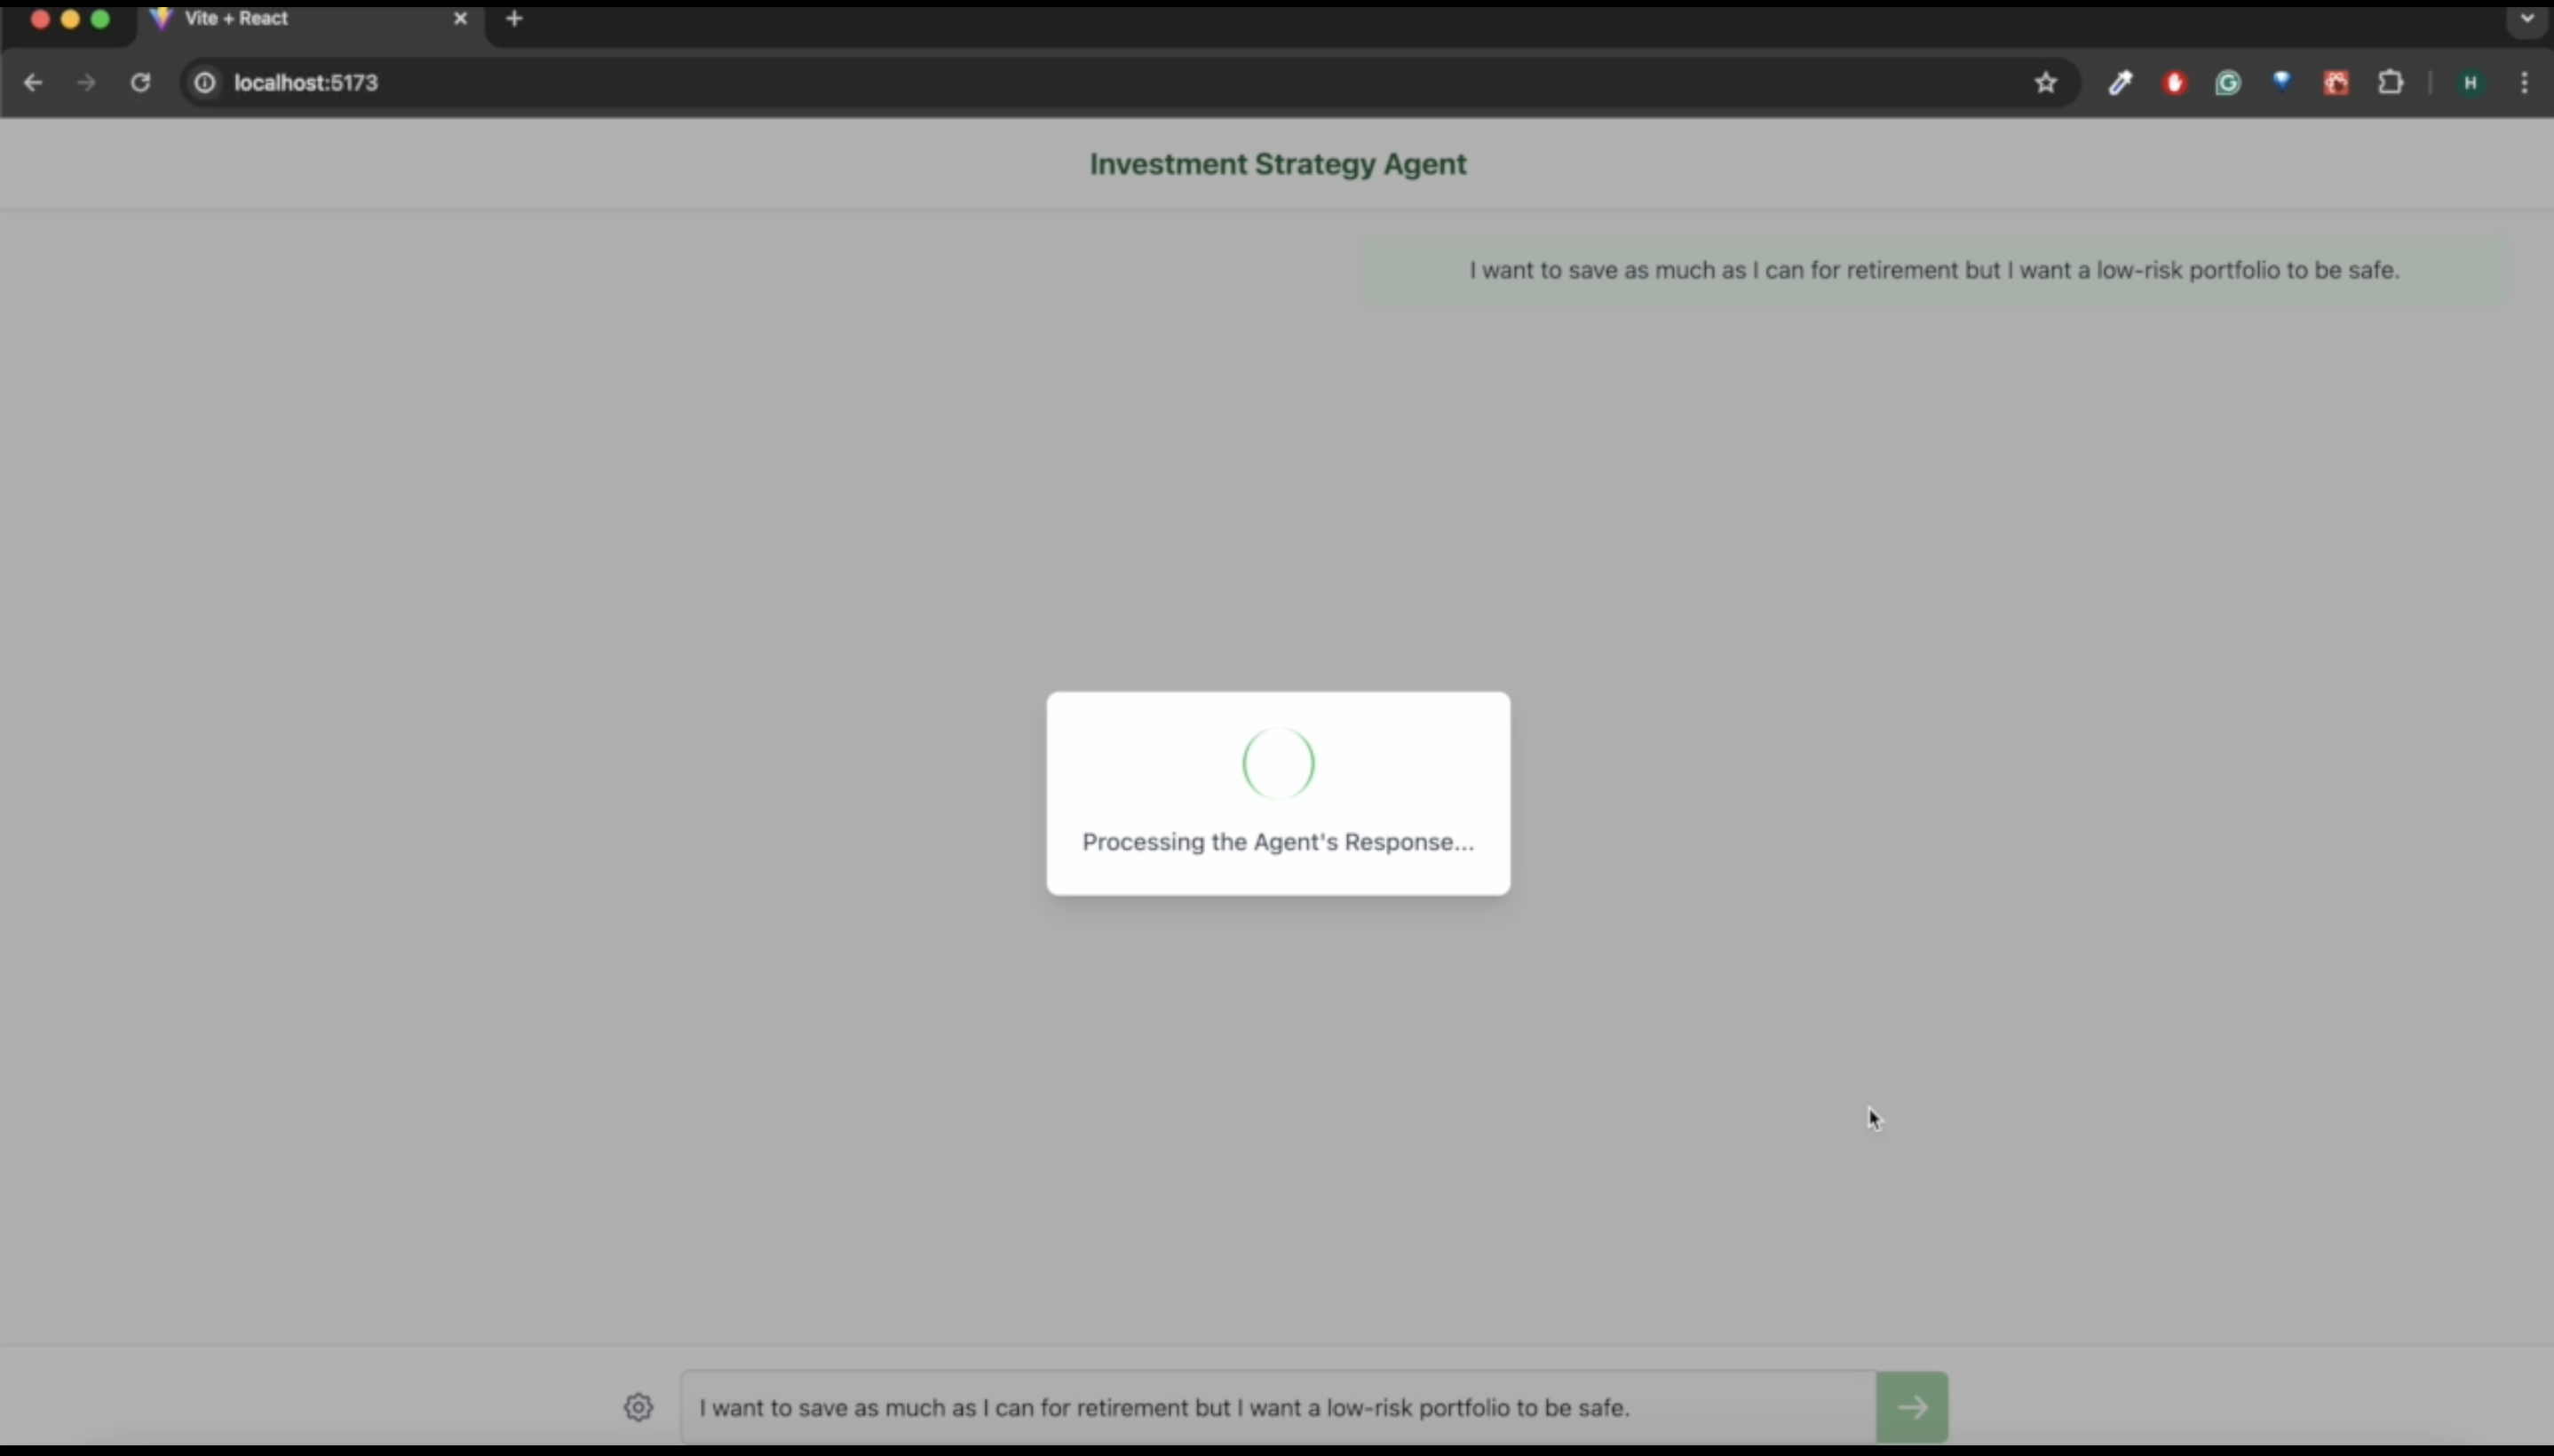 Vite + React
localhost:5173
H
Investment Strategy Agent
I want to save as much as I can for retirement but I want a low-risk portfolio to be safe.
Processing the Agent's Response...
I want to save as much as I can for retirement but I want a low-risk portfolio to be safe.